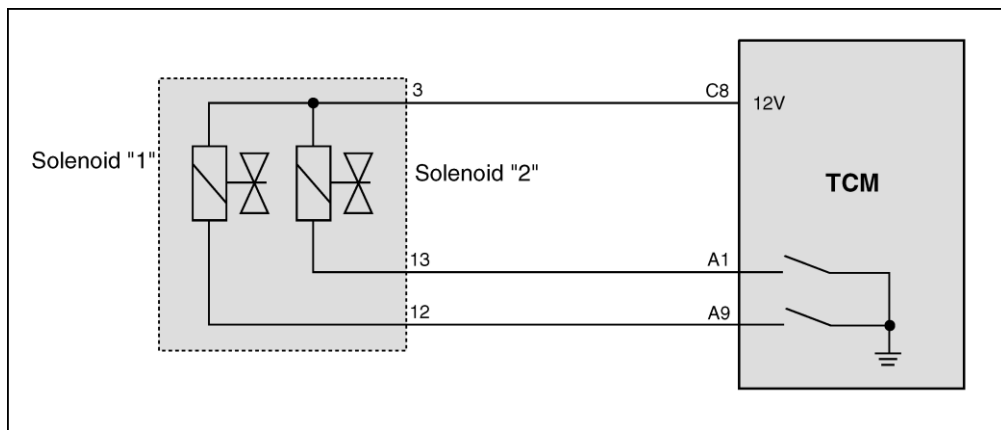 3
C8
12V
Solenoid "1"
Solenoid "2"
TCM
13
A1
12
A9